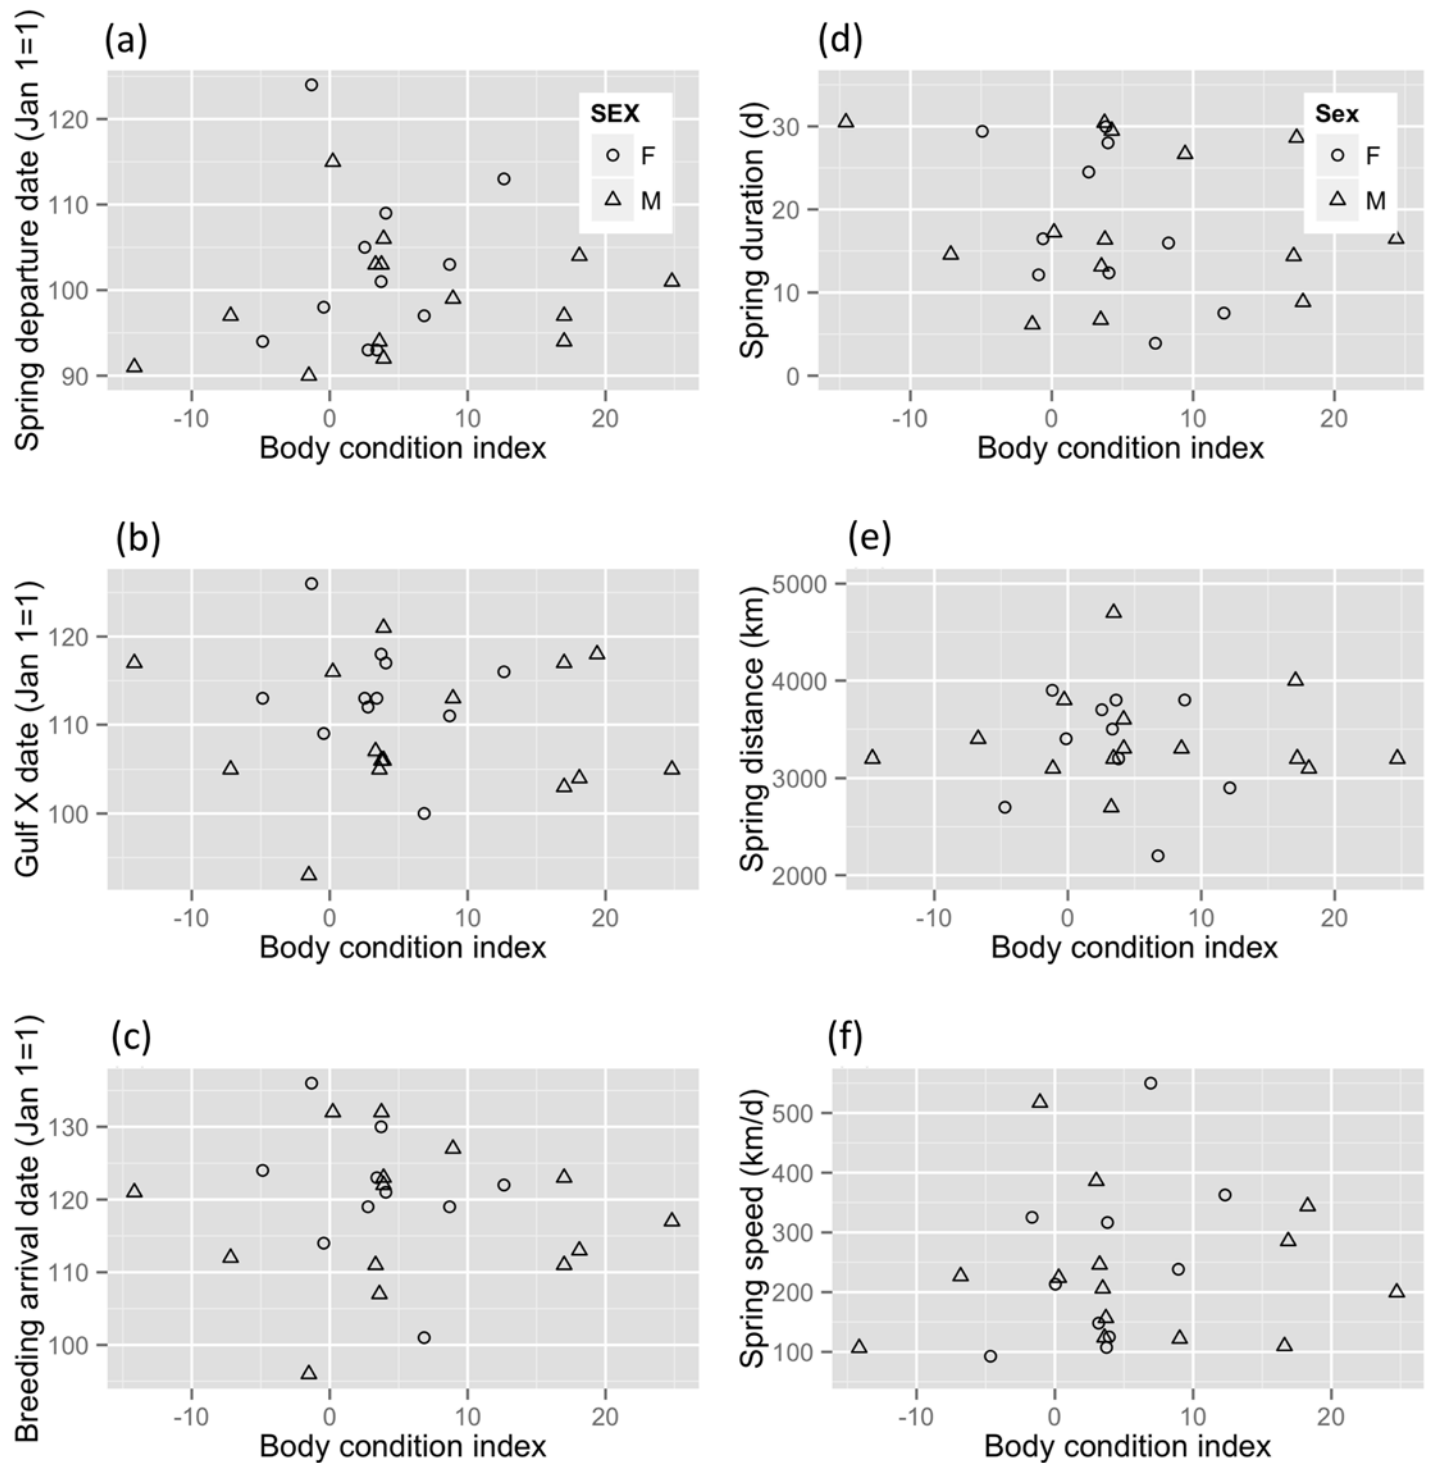 (a)
Spring departure date (Jan 1=1)
120
110
100
90
SEX
F
M
-10 0 10 20
Body condition index
(d)
Spring duration (d)
30
20
10
0
Sex
F
M
-10 0 10 20
Body condition index
(b)
Gulf X date (Jan 1=1)
120
110
100
-10 0 10 20
Body condition index
(e)
Spring distance (km)
5000
4000
3000
2000
-10 0 10 20
Body condition index
(c)
Breeding arrival date (Jan 1=1)
130
120
110
100
-10 0 10 20
Body condition index
(f)
Spring speed (km/d)
500
400
300
200
100
-10 0 10 20
Body condition index